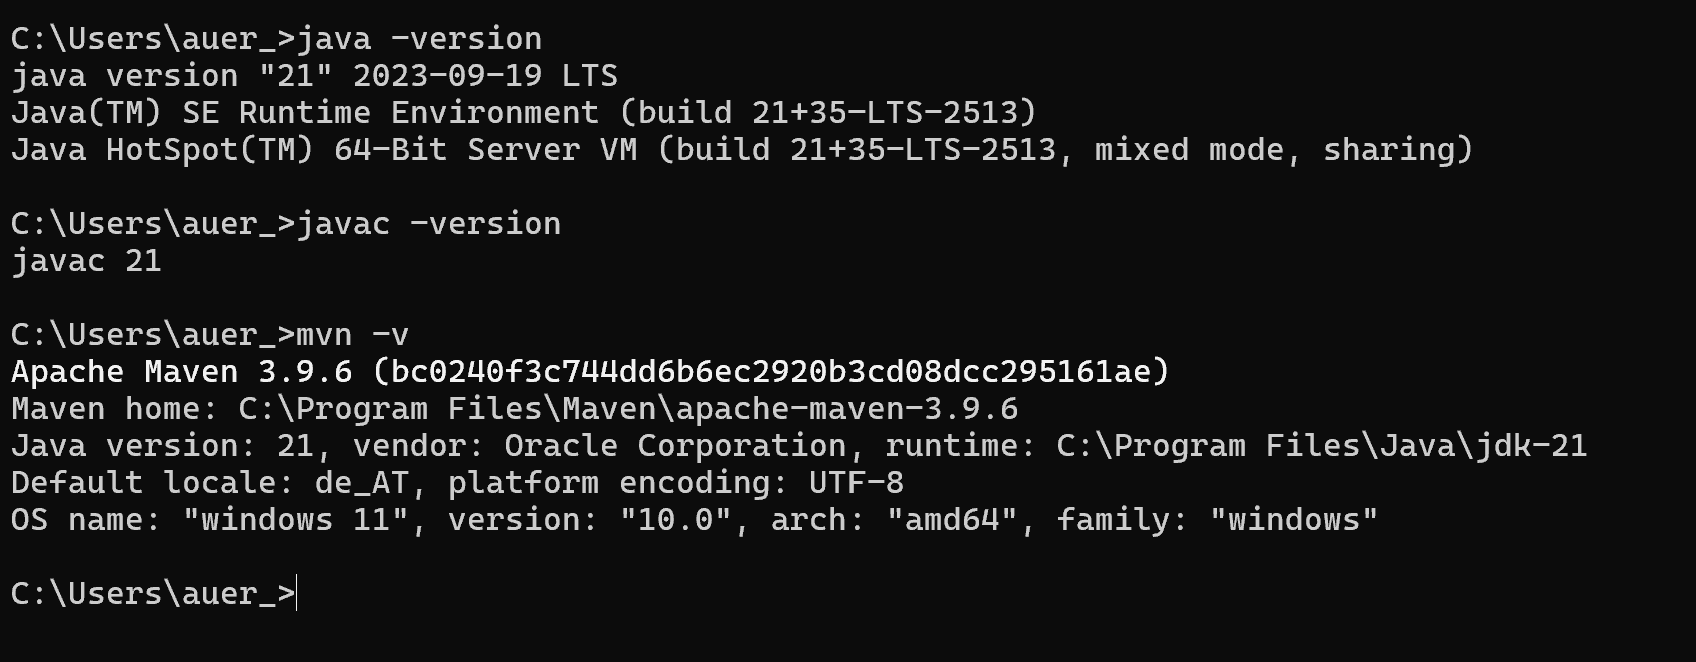 C:\Users\auer_>java -version
java version "21" 2023-09-19 LTS
Java(TM) SE Runtime Environment (build 21+35-LTS-2513)
Java HotSpot(TM) 64-Bit Server VM (build 21+35-LTS-2513, mixed mode, sharing)
C:\Users\auer_>javac -version
javac 21
C:\Users\auer_>mvn -v
Apache Maven 3.9.6 (bc0240f3c744dd6b6ec2920b3cd08dcc295161ae)
Maven home: C:\Program Files\Maven\apache-maven-3.9.6
Java version: 21, vendor: Oracle Corporation, runtime: C:\Program Files\Java\jdk-21
Default locale: de_AT, platform encoding: UTF-8
OS name: "windows 11", version: "10.0", arch: "amd64", family: "windows"
C:\Users\auer_>